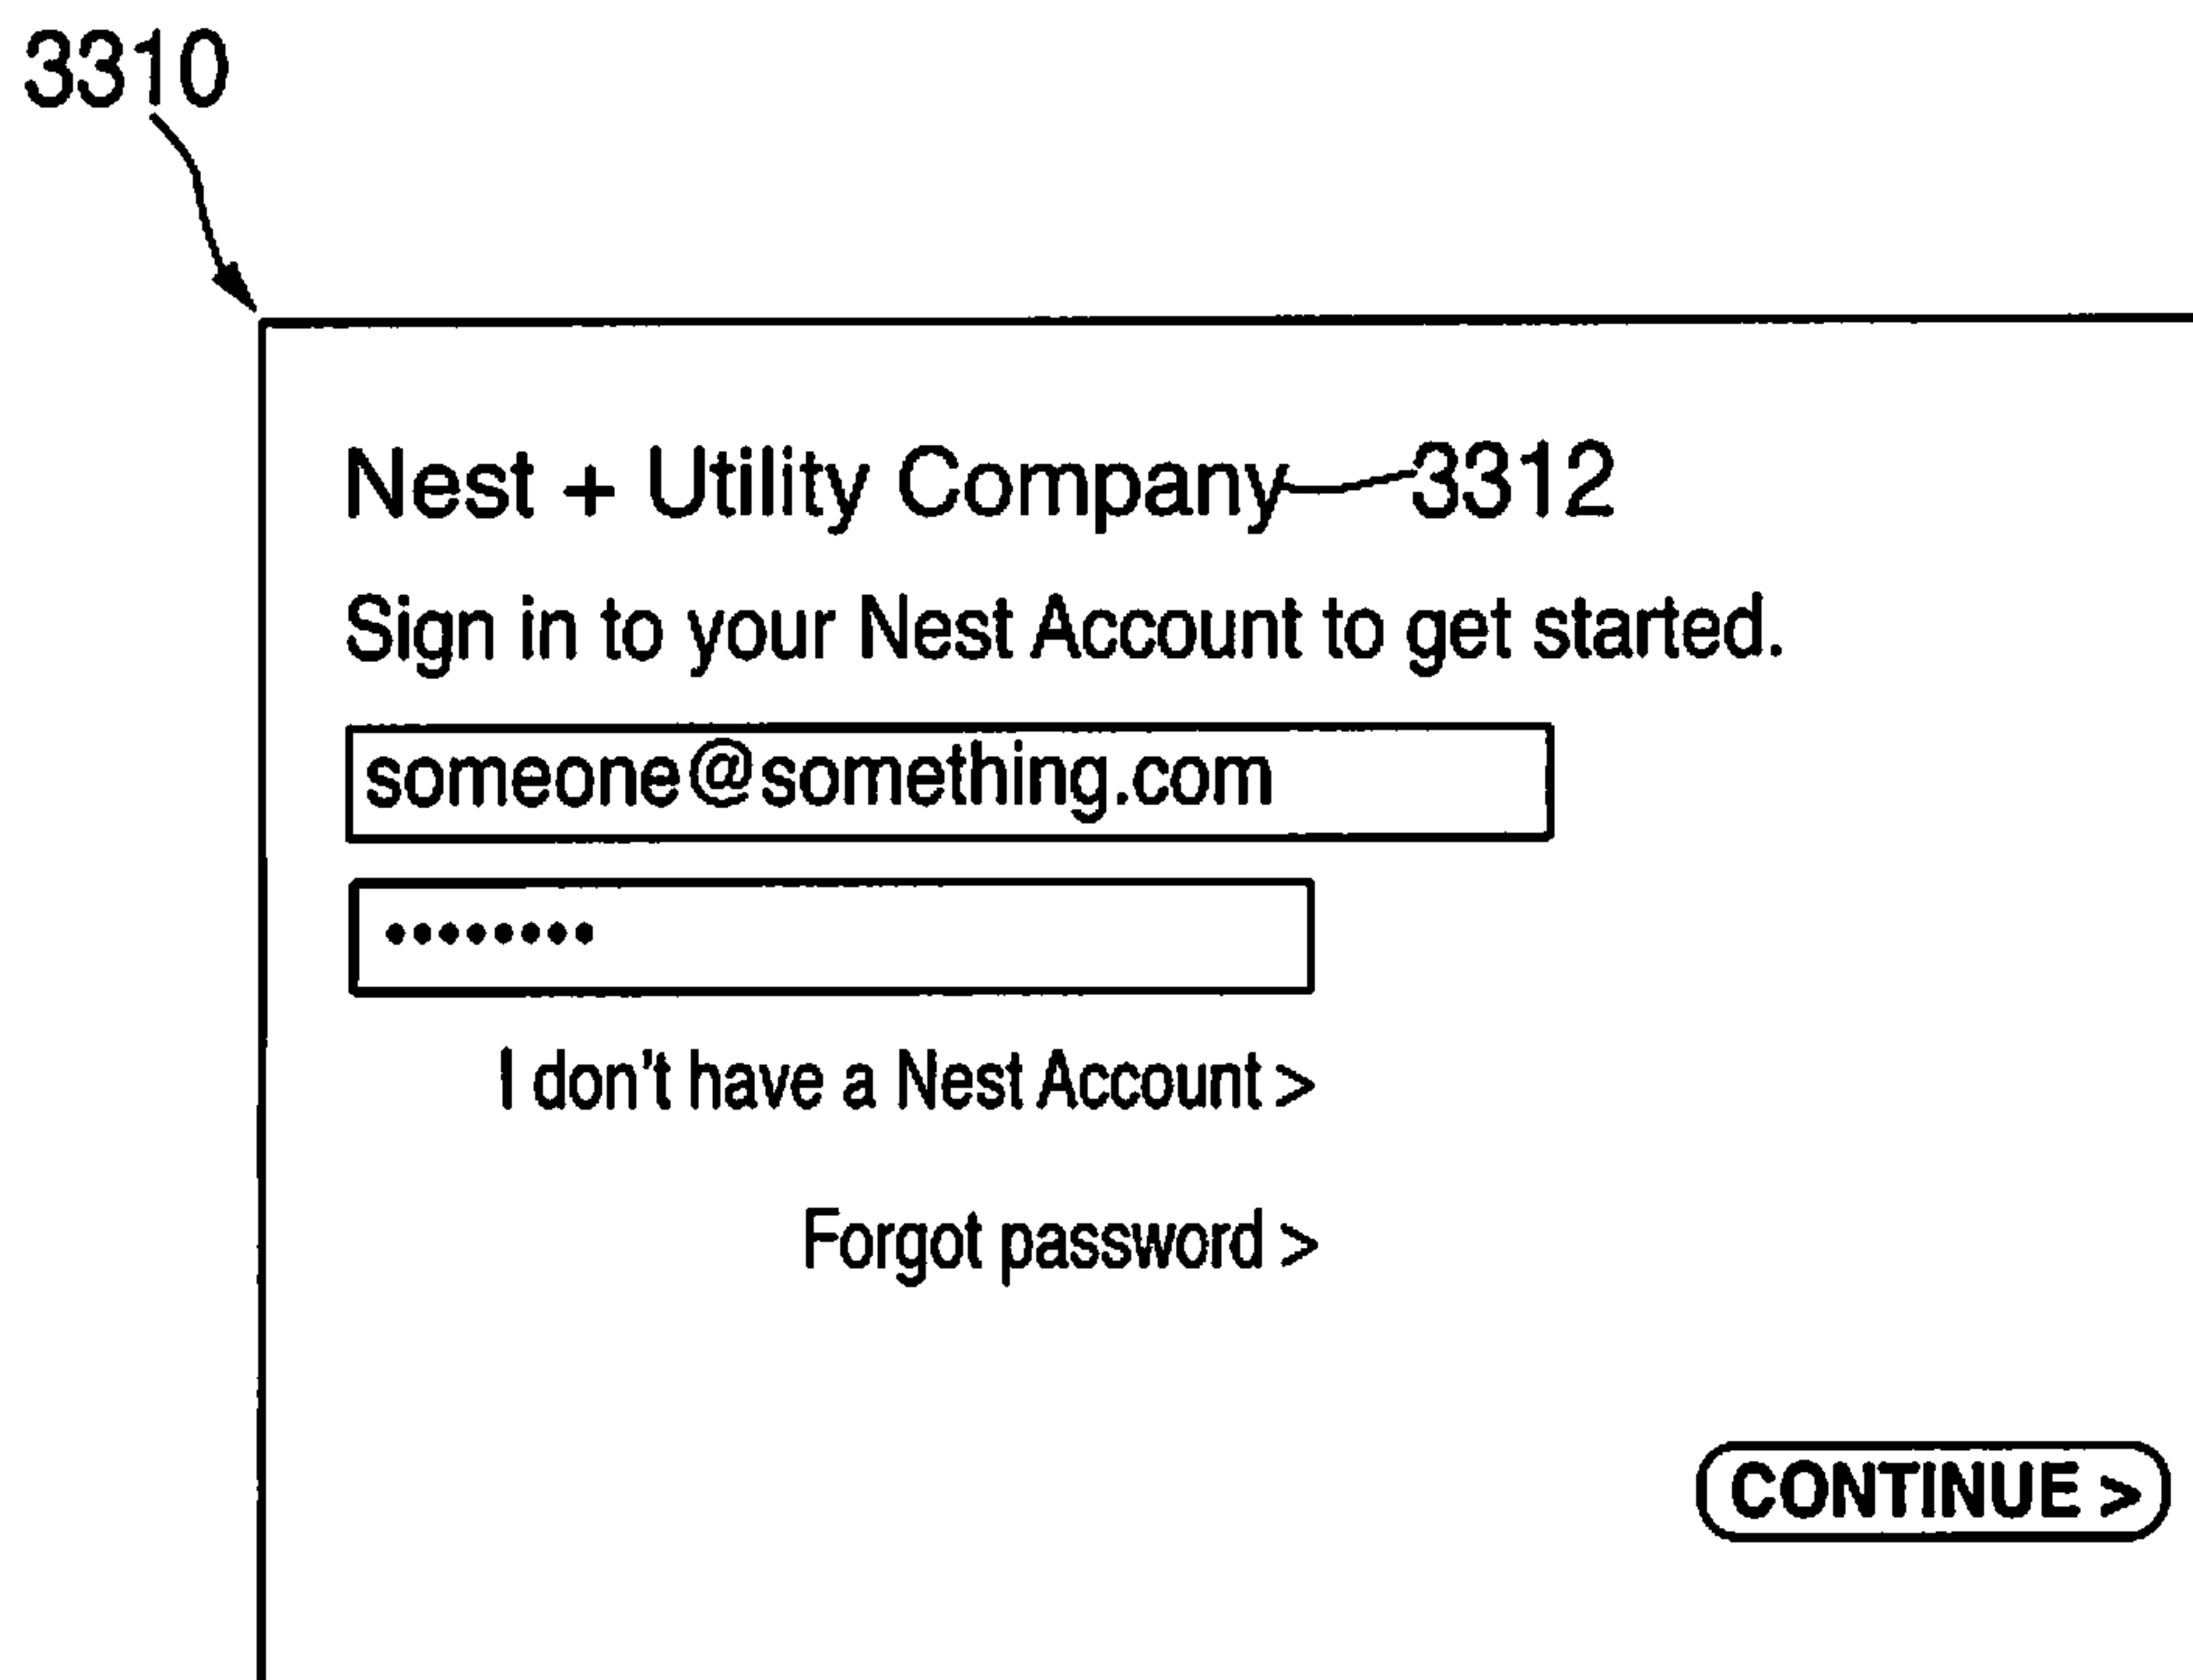 3310
Nest + Utility Company 3312
Sign in to your Nest Account to get started.
someone@something.com
••••••••
I don't have a Nest Account >
Forgot password >
CONTINUE >